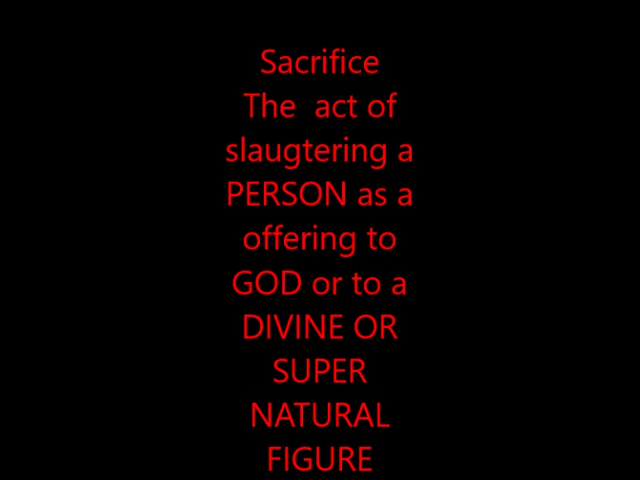 Sacrifice
The  act of
slaugtering a
PERSON as a
offering to
GOD or to a
DIVINE OR
SUPER
NATURAL
FIGURE